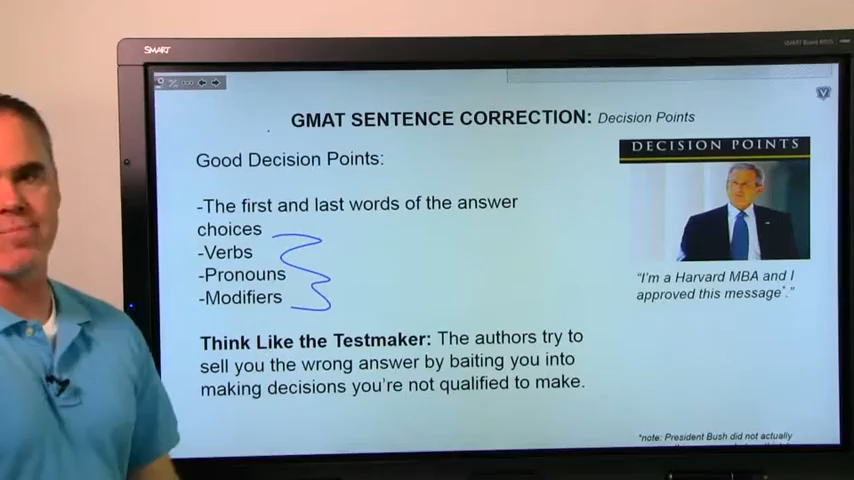 SMART
GMAT SENTENCE CORRECTION: Decision Points
Good Decision Points:
DECISION POINTS
-The first and last words of the answer
choices
-Verbs
-Pronouns
-Modifiers
"I'm a Harvard MBA and I
approved this message*."
Think Like the Testmaker: The authors try to
sell you the wrong answer by baiting you into
making decisions you're not qualified to make.
*note: President Bush did not actually